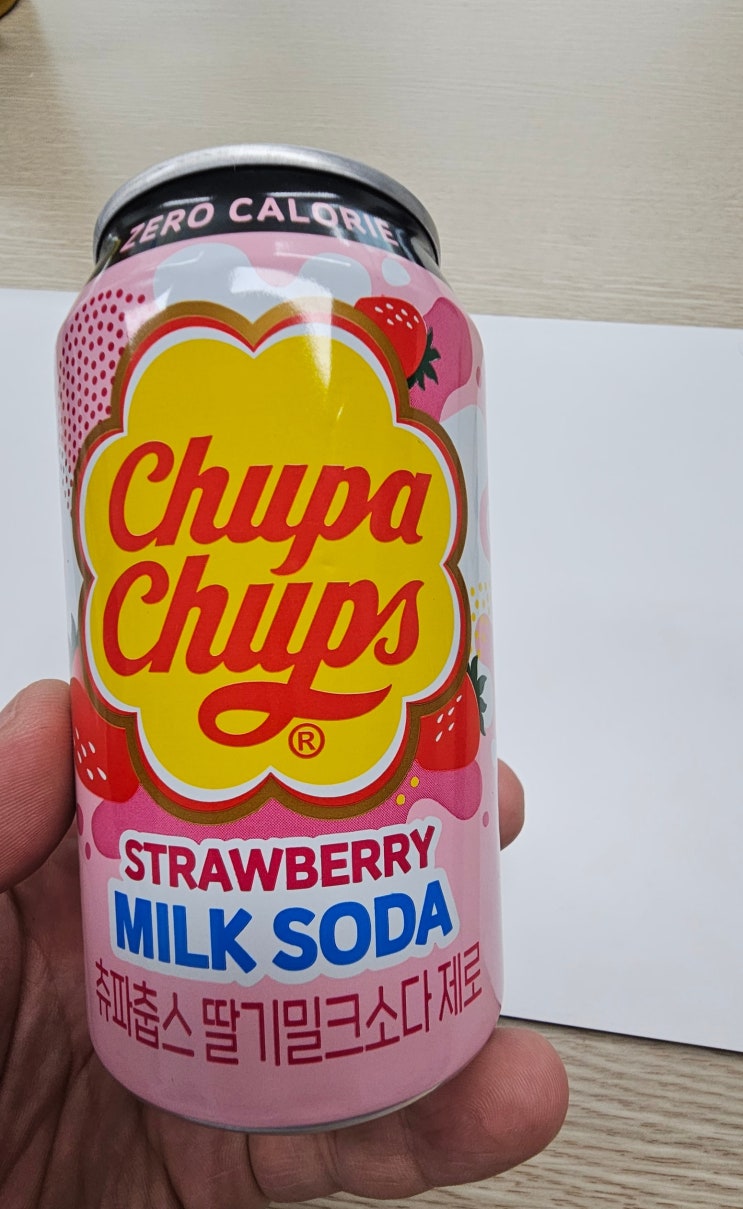 ZERO CALORIE
Chupa
Chups
®
STRAWBERRY
MILK SODA
츄파춥스 딸기밀크소다 제로